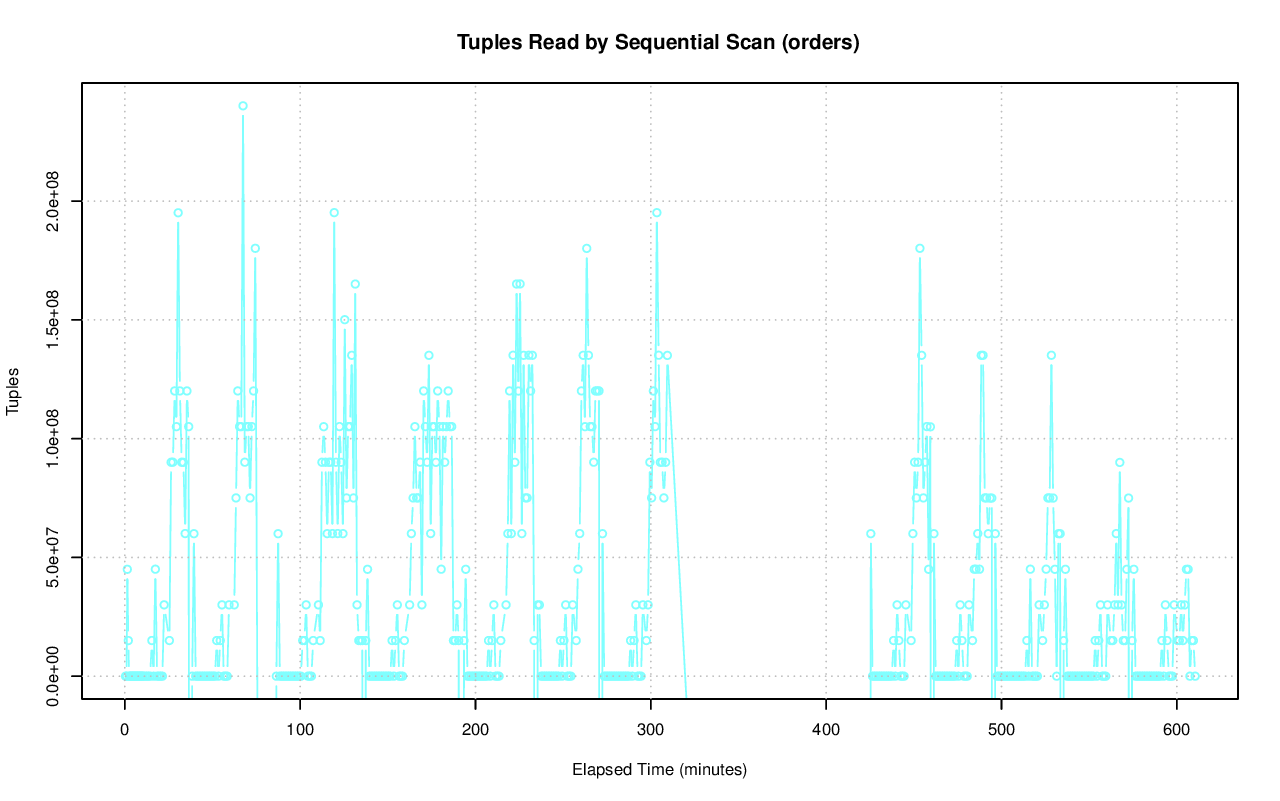 Tuples Read by Sequential Scan (orders)
2.0e+08
1.5e+08
1.0e+08
5.0e+07
0.0e+00
Tuples
0 100 200 300 400 500 600
Elapsed Time (minutes)